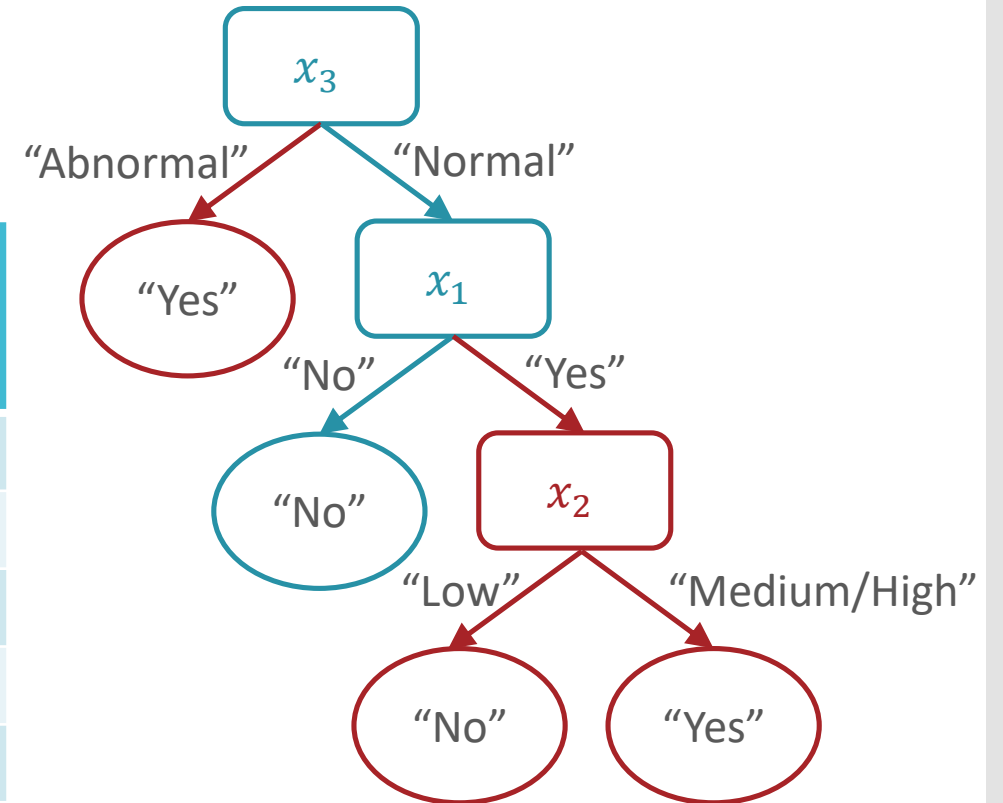 x₃
“Abnormal”
“Normal”
“Yes”
x₁
“No”
“Yes”
“No”
x₂
“Low”
“Medium/High”
“No”
“Yes”